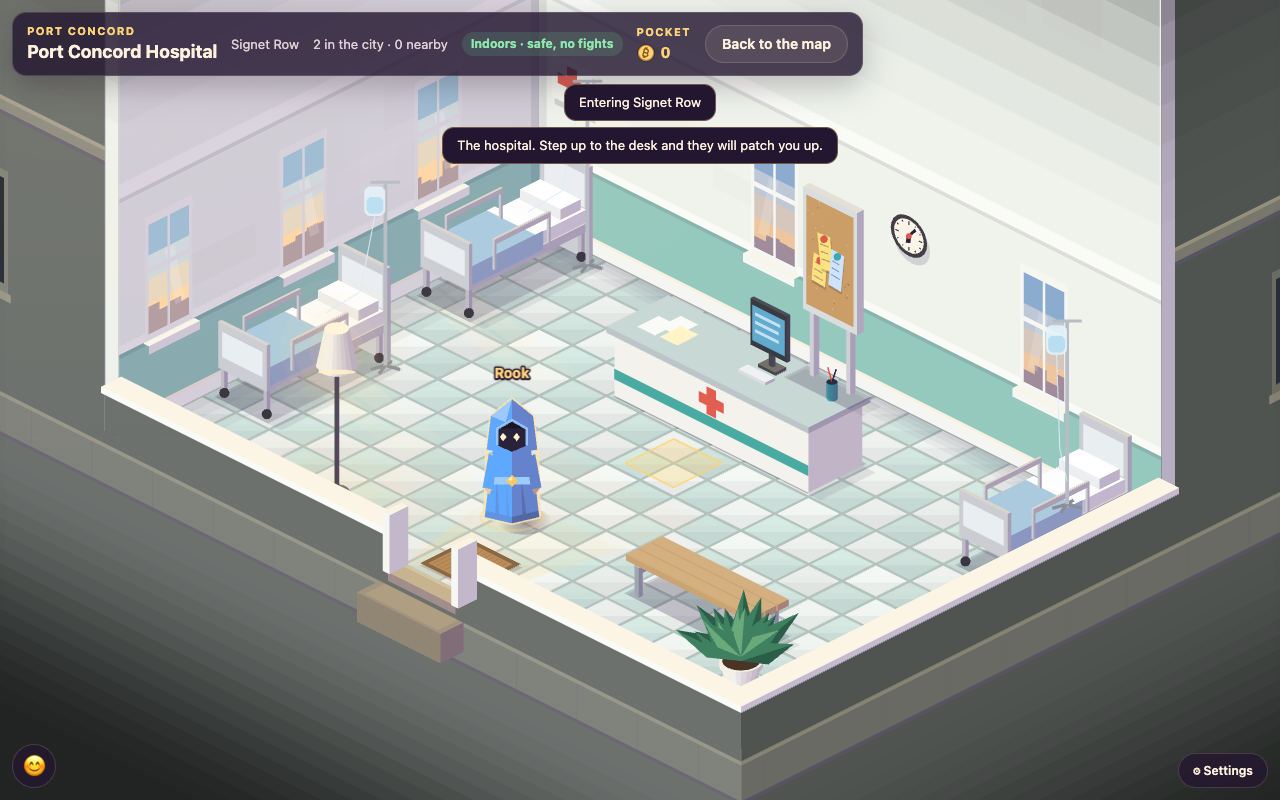 PORT CONCORD
Port Concord Hospital
Signet Row
2 in the city · 0 nearby
Indoors · safe, no fights
POCKET
0
Back to the map
Entering Signet Row
The hospital. Step up to the desk and they will patch you up.
Rook
Settings